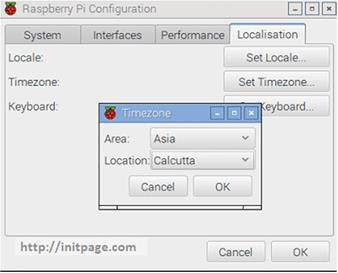 Raspberry Pi Configuration
System Interfaces Performance Localisation
Locale: Set Locale...
Timezone: Set Timezone...
Keyboard: Keyboard...
Timezone
Area: Asia
Location: Calcutta
Cancel OK
http://initpage.com
Cancel OK